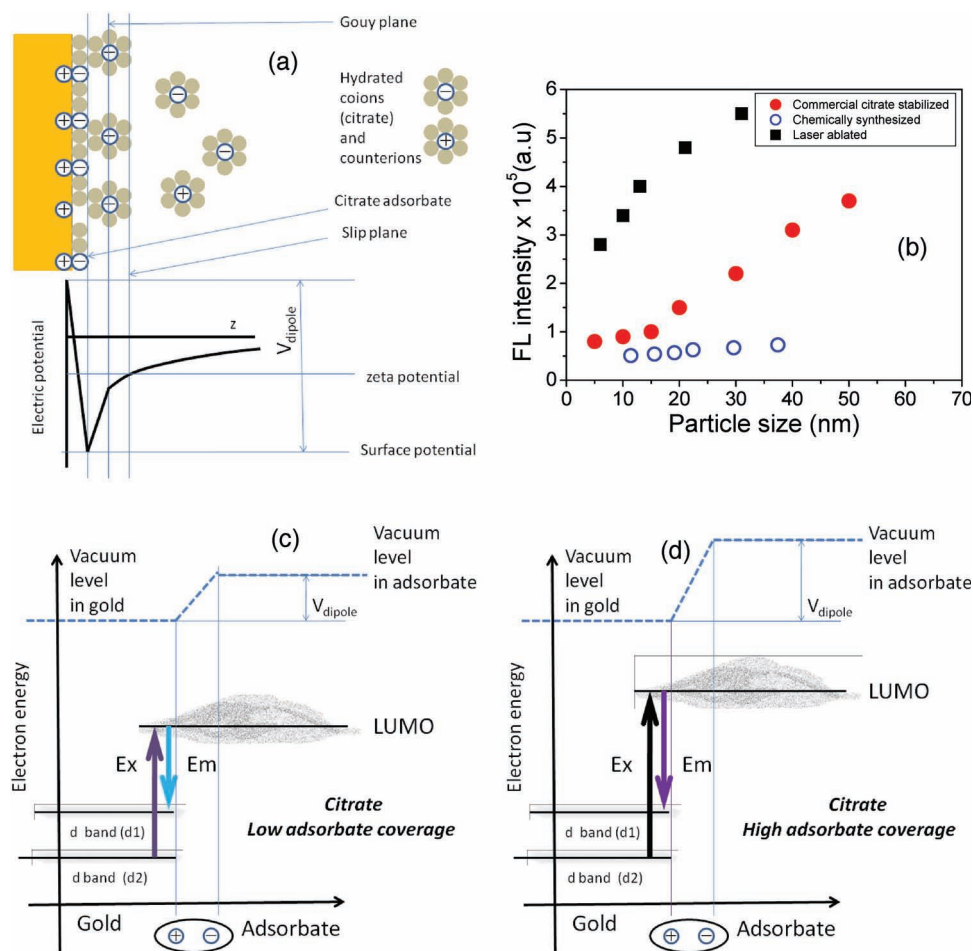 (a)
Gouy plane
Hydrated
coions
(citrate)
and
counterions
Citrate adsorbate
Slip plane
Electric potential
z
V dipole
zeta potential
Surface potential
(b)
FL intensity x 10^5 (a.u)
6
5
4
3
2
1
0
0 10 20 30 40 50 60 70
Particle size (nm)
Commercial citrate stabilized
Chemically synthesized
Laser ablated
(c)
Vacuum
level
in gold
Vacuum
level
in adsorbate
V dipole
Electron energy
LUMO
Ex
Em
Citrate
Low adsorbate coverage
d band (d1)
d band (d2)
Gold
+ −
Adsorbate
(d)
Vacuum
level
in gold
Vacuum
level
in adsorbate
V dipole
Electron energy
LUMO
Ex
Em
Citrate
High adsorbate coverage
d band (d1)
d band (d2)
Gold
+ −
Adsorbate